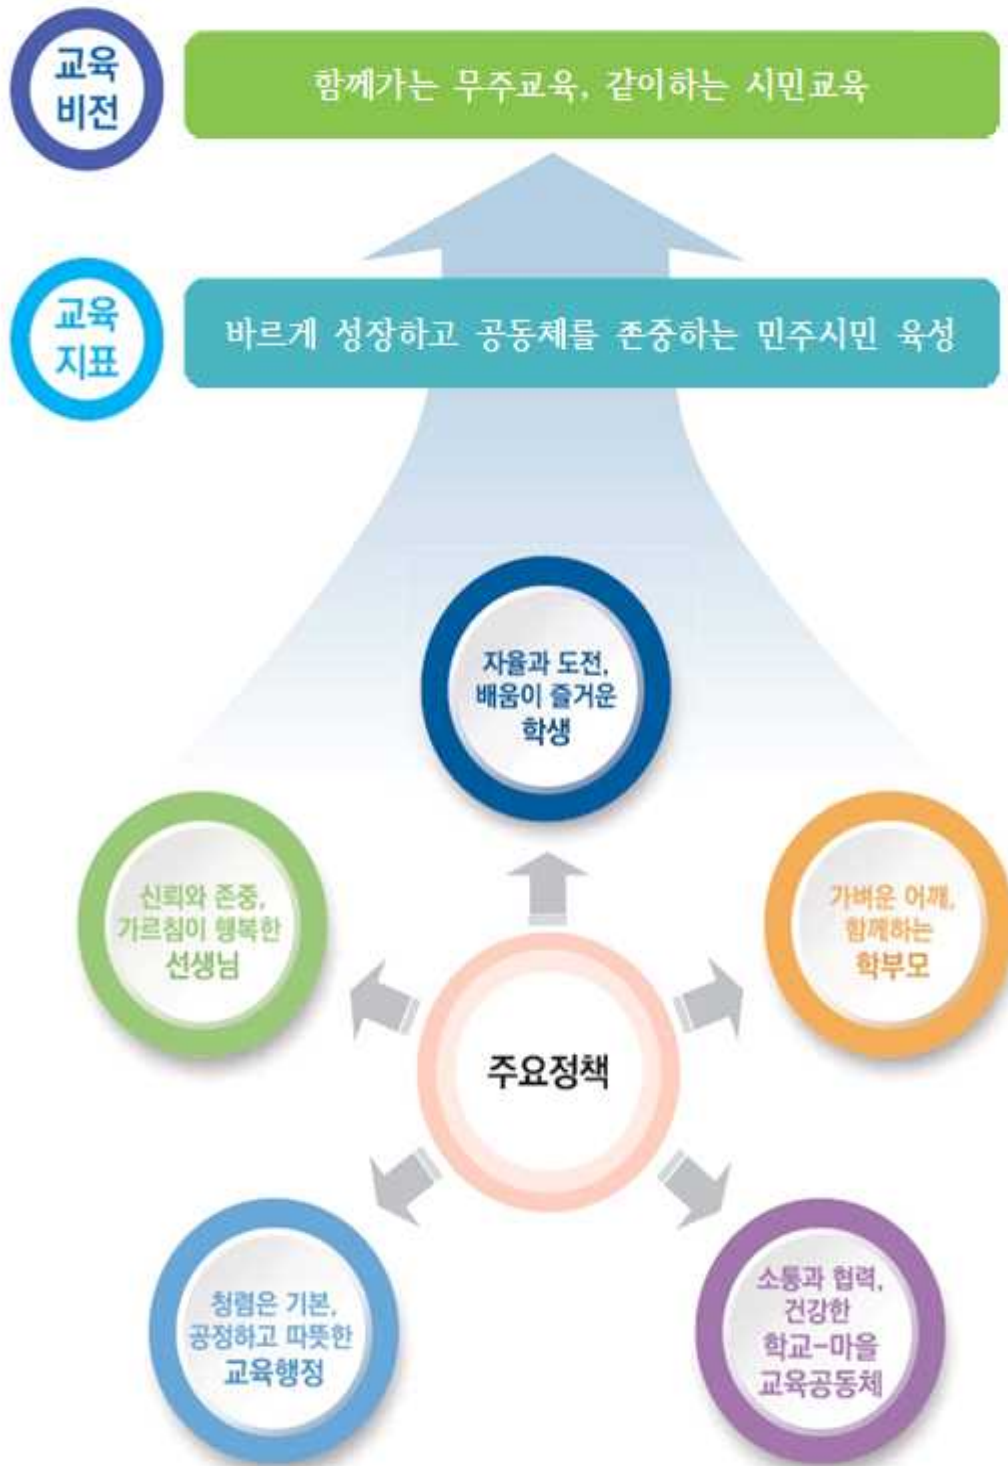 교육
비전
함께가는 무주교육, 같이하는 시민교육
교육
지표
바르게 성장하고 공동체를 존중하는 민주시민 육성
자율과 도전,
배움이 즐거운
학생
신뢰와 존중,
가르침이 행복한
선생님
가벼운 어깨,
함께하는
학부모
주요정책
청렴은 기본,
공정하고 따뜻한
교육행정
소통과 협력,
건강한
학교-마을
교육공동체